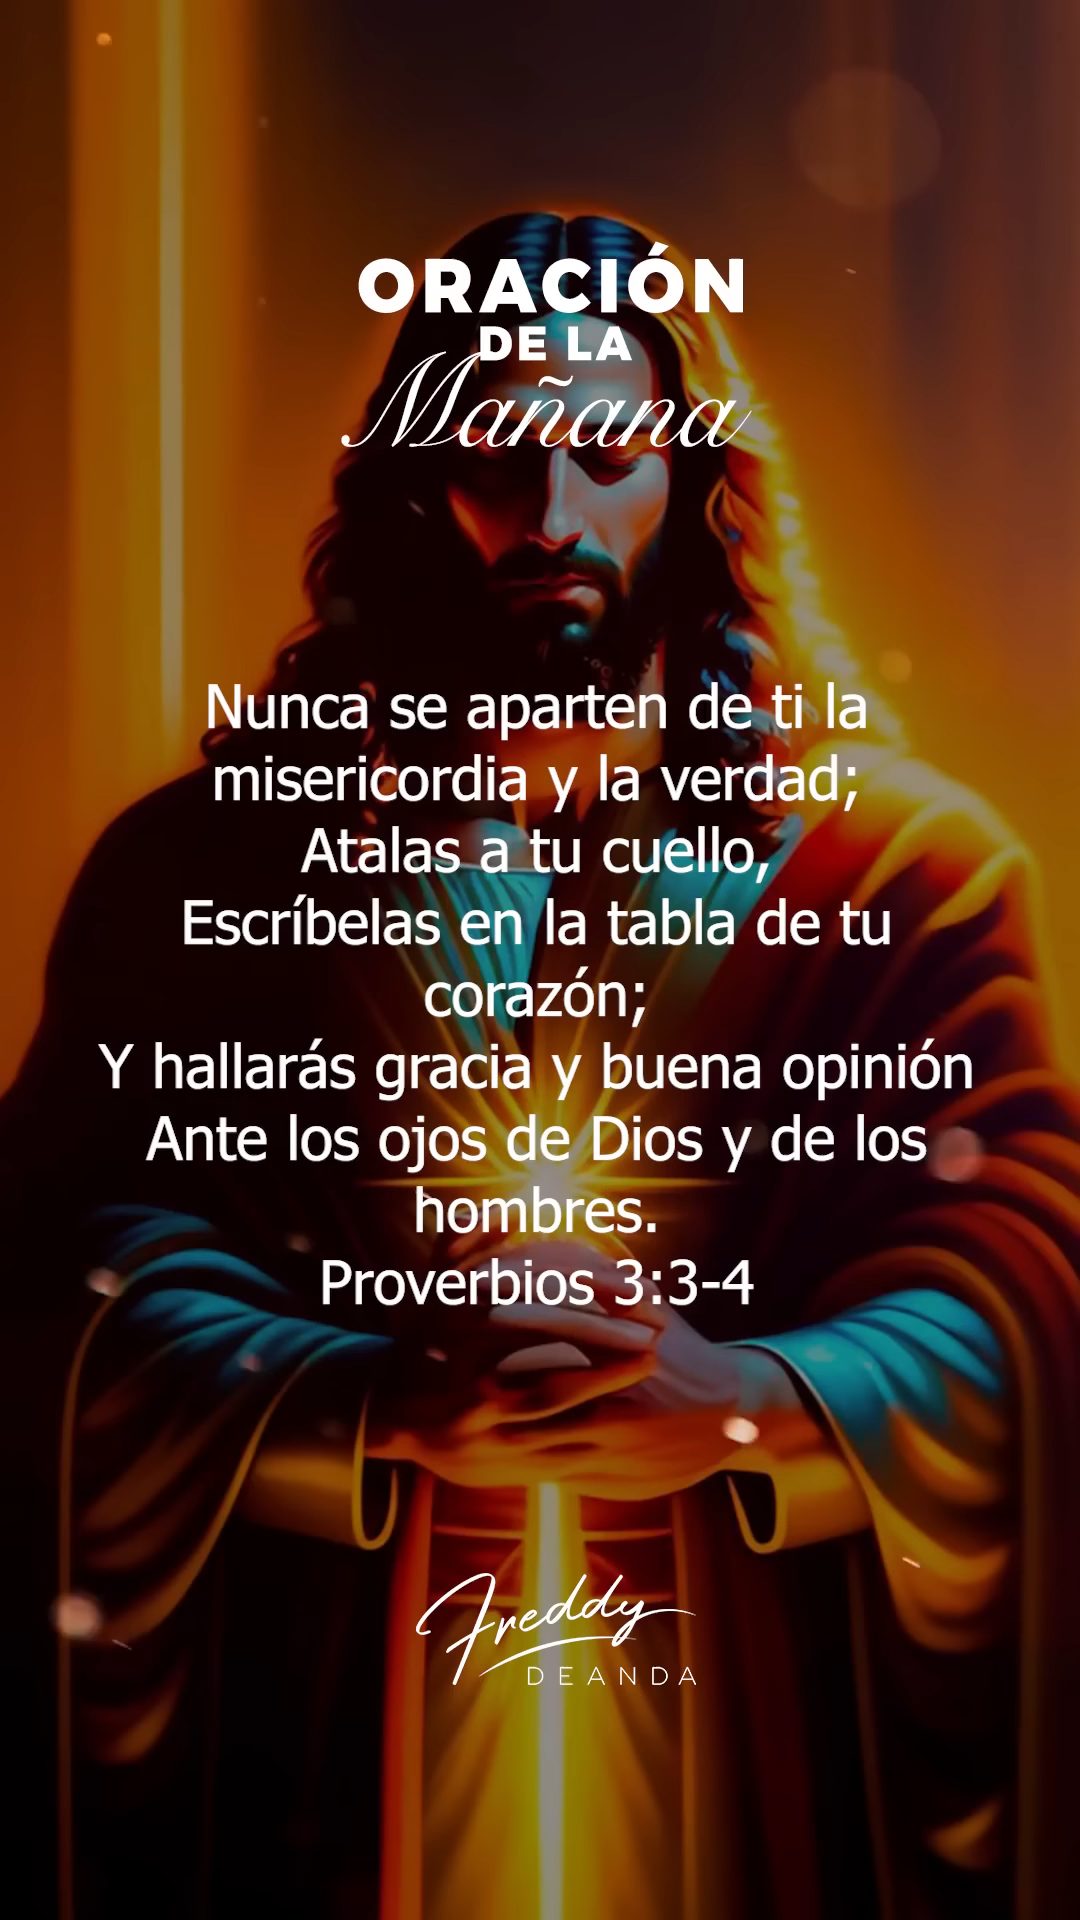 ORACIÓN
DE LA
Mañana
Nunca se aparten de ti la
misericordia y la verdad;
Atalas a tu cuello,
Escríbelas en la tabla de tu
corazón;
Y hallarás gracia y buena opinión
Ante los ojos de Dios y de los
hombres.
Proverbios 3:3-4
Freddy
DEANDA